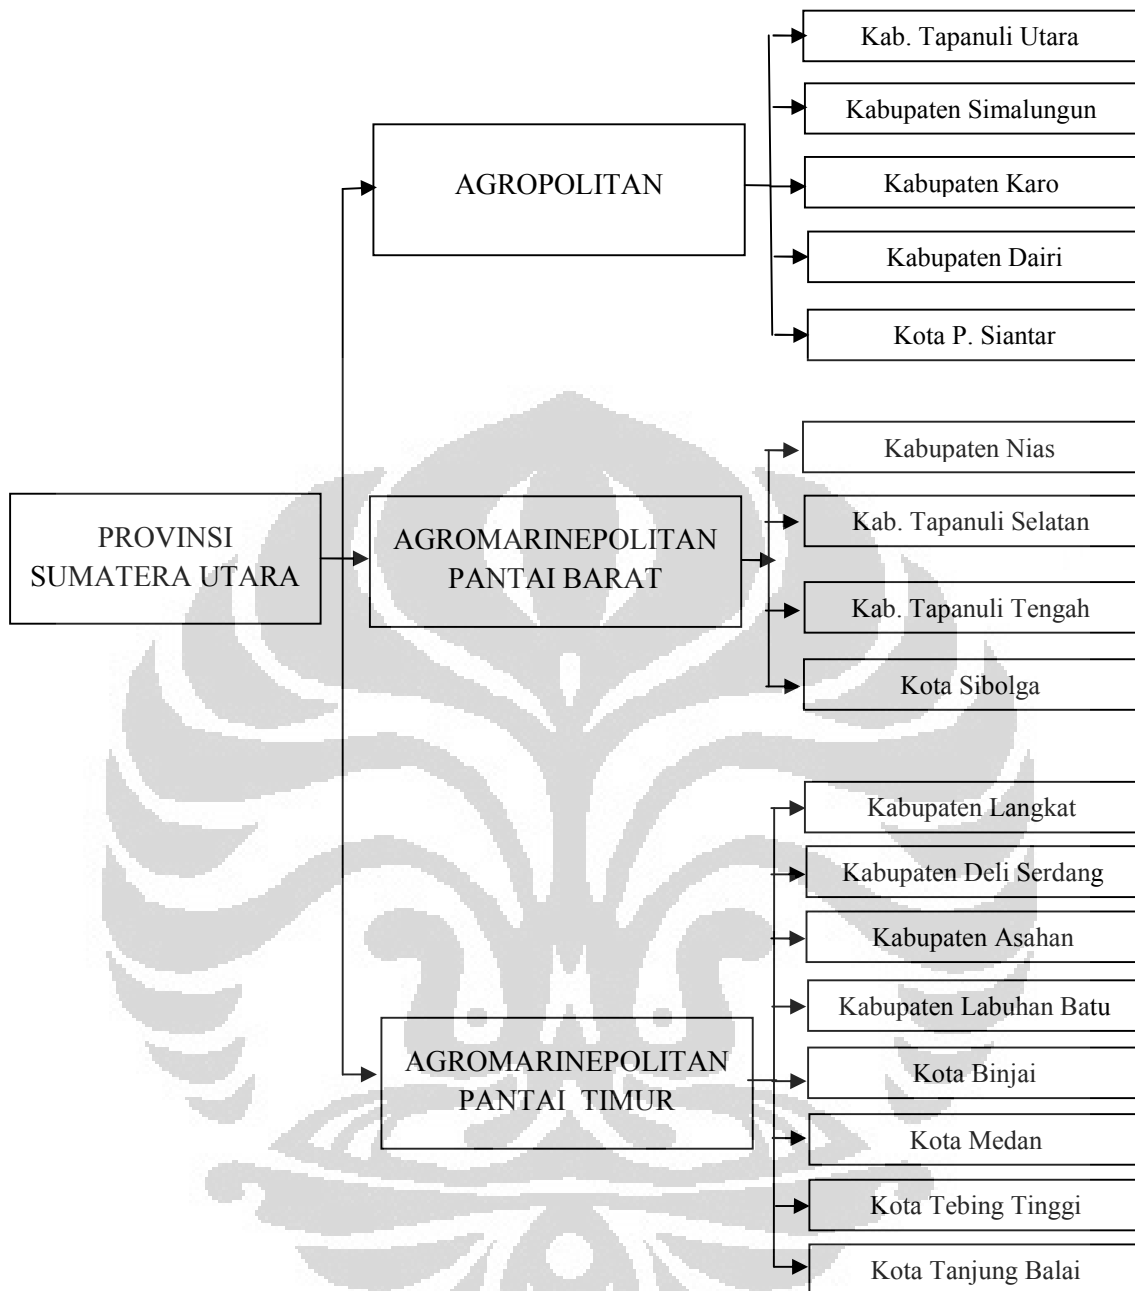 PROVINSI
SUMATERA UTARA
AGROPOLITAN
Kab. Tapanuli Utara
Kabupaten Simalungun
Kabupaten Karo
Kabupaten Dairi
Kota P. Siantar
AGROMARINEPOLITAN
PANTAI BARAT
Kabupaten Nias
Kab. Tapanuli Selatan
Kab. Tapanuli Tengah
Kota Sibolga
AGROMARINEPOLITAN
PANTAI TIMUR
Kabupaten Langkat
Kabupaten Deli Serdang
Kabupaten Asahan
Kabupaten Labuhan Batu
Kota Binjai
Kota Medan
Kota Tebing Tinggi
Kota Tanjung Balai